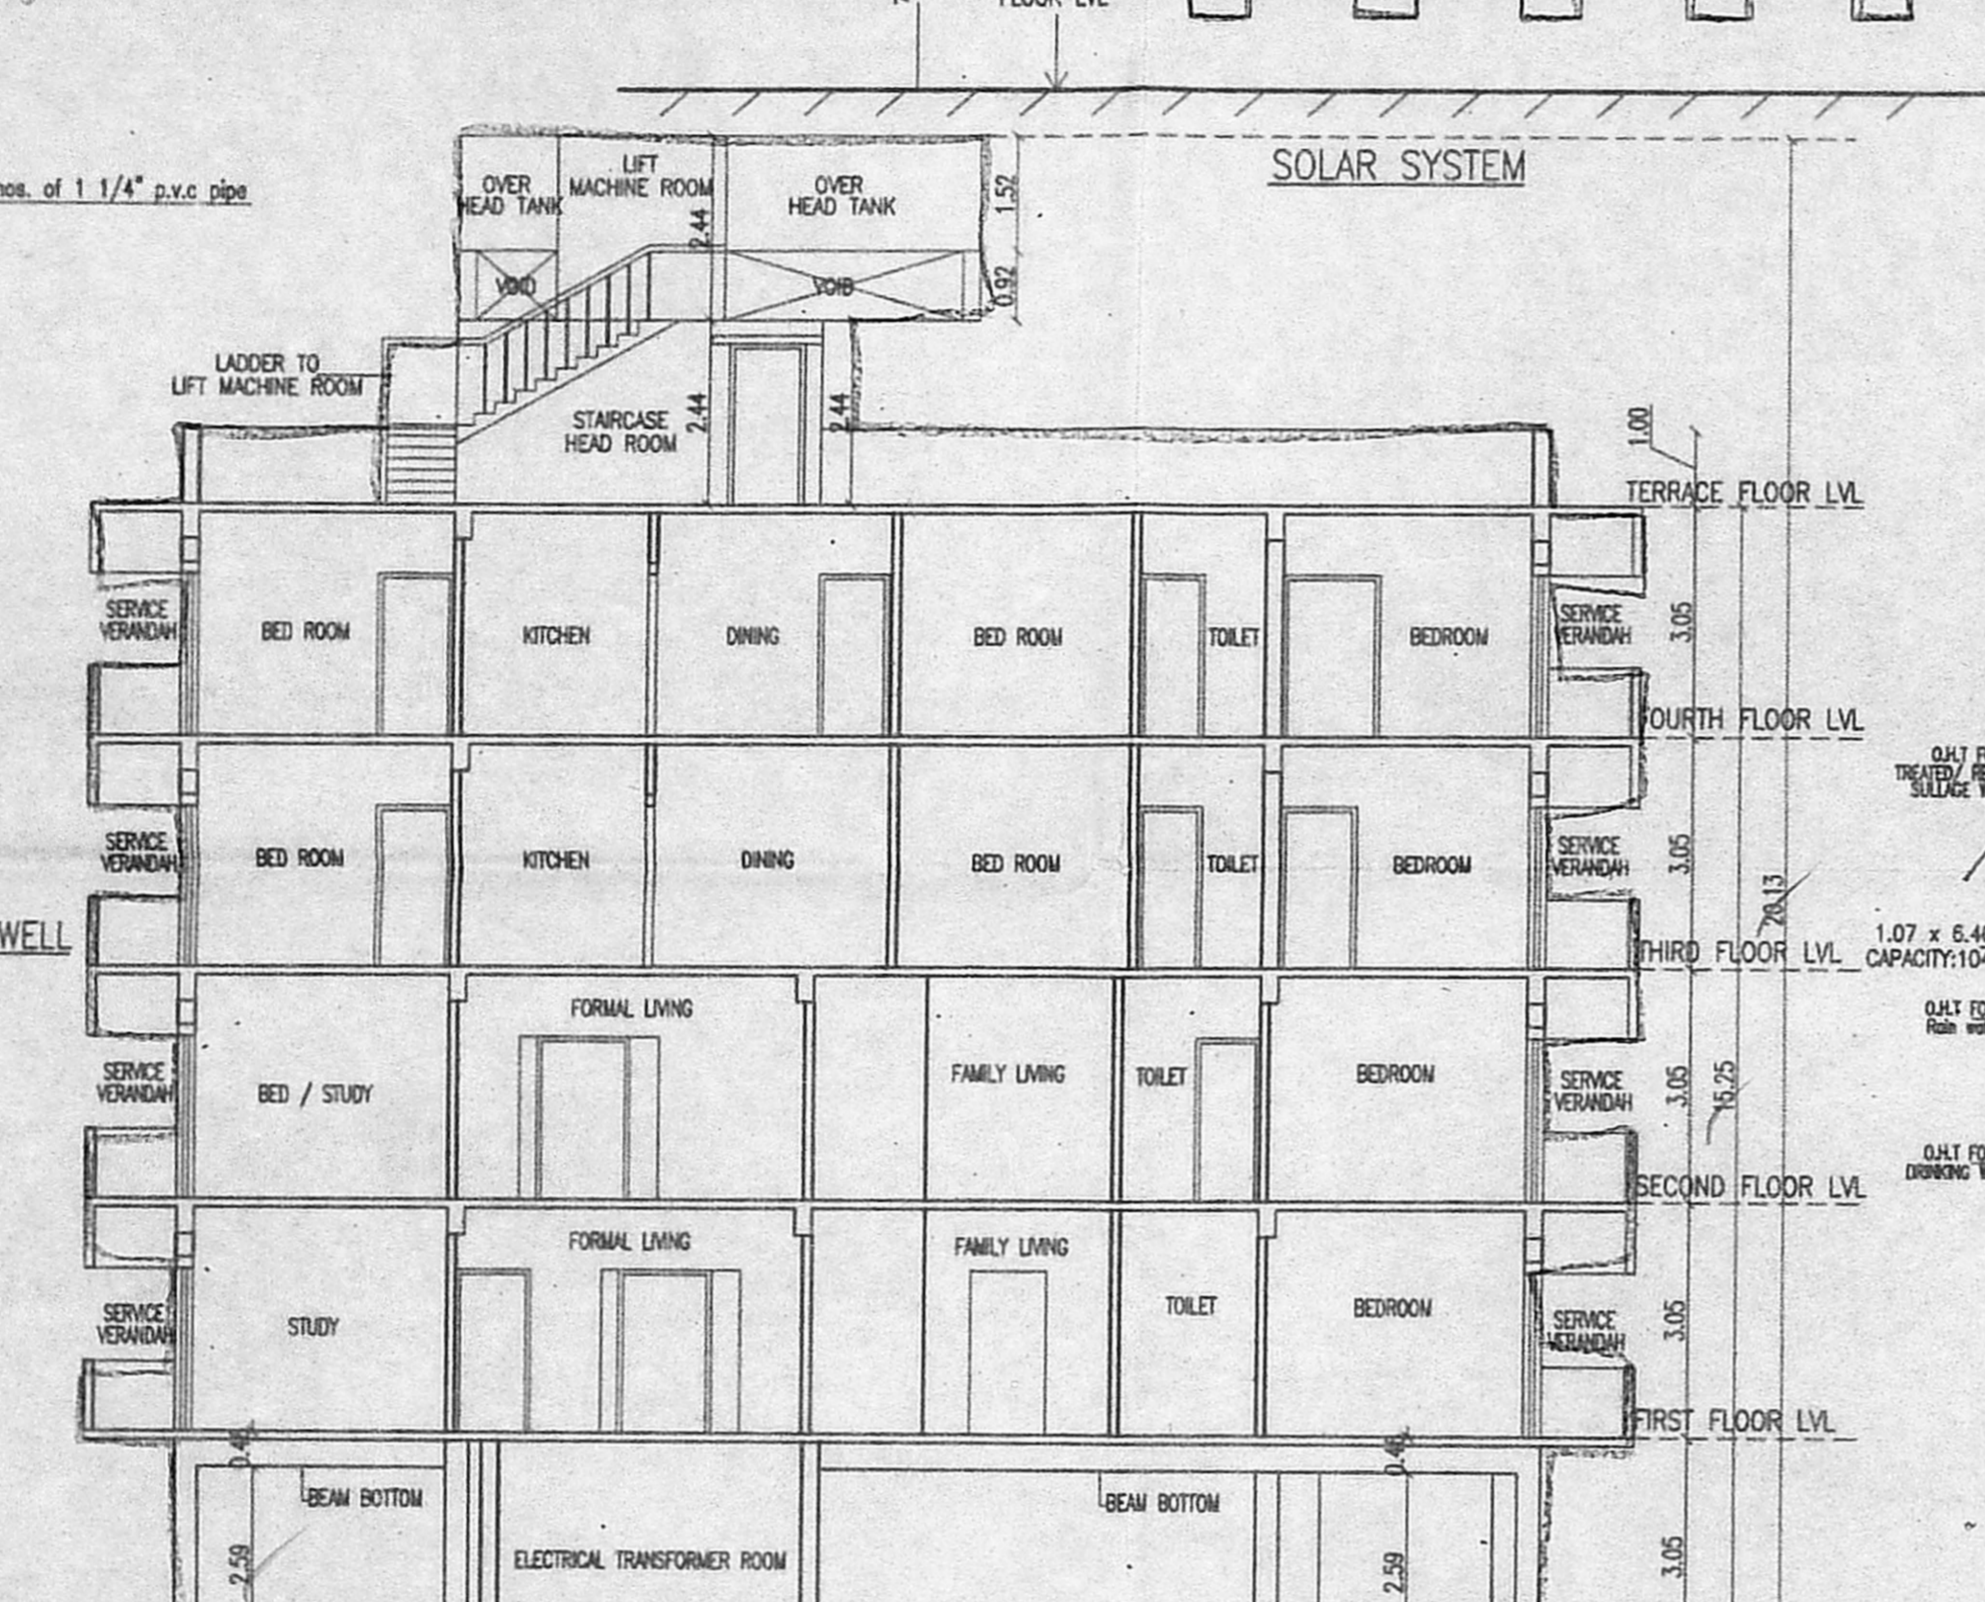 FLOOR LVL
nos. of 1 1/4" p.v.c pipe
SOLAR SYSTEM
LIFT
MACHINE ROOM
OVER
HEAD TANK
OVER
HEAD TANK
2.44
1.52
VOID
VOID
0.92
LADDER TO
LIFT MACHINE ROOM
STAIRCASE
HEAD ROOM
2.44
2.44
1.00
TERRACE FLOOR LVL
SERVICE
VERANDAH
BED ROOM
KITCHEN
DINING
BED ROOM
TOILET
BEDROOM
SERVICE
VERANDAH
3.05
FOURTH FLOOR LVL
O.H.T
TREATED/
SULLAGE
SERVICE
VERANDAH
BED ROOM
KITCHEN
DINING
BED ROOM
TOILET
BEDROOM
SERVICE
VERANDAH
3.05
20.13
WELL
THIRD FLOOR LVL
1.07 x 6.4
CAPACITY:104
FORMAL LIVING
O.H.T FO
Rain
SERVICE
VERANDAH
BED / STUDY
FAMILY LIVING
TOILET
BEDROOM
SERVICE
VERANDAH
3.05
15.25
O.H.T FO
DRINKING
SECOND FLOOR LVL
FORMAL LIVING
FAMILY LIVING
SERVICE
VERANDAH
STUDY
TOILET
BEDROOM
SERVICE
VERANDAH
3.05
FIRST FLOOR LVL
BEAM BOTTOM
BEAM BOTTOM
2.59
ELECTRICAL TRANSFORMER ROOM
2.59
3.05